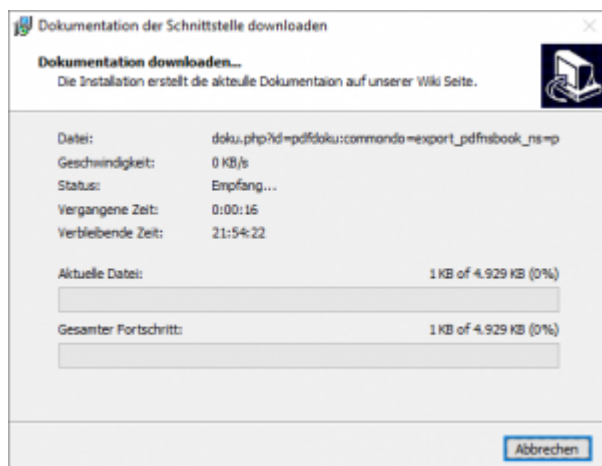 Dokumentation der Schnittstelle downloaden
Dokumentation downloaden...
Die Installation erstellt die akteulle Dokumentaion auf unserer Wiki Seite.
Datei: doku.php?id=pdfdoku:commando=export_pdfnsbook_ns=p
Geschwindigkeit: 0 KB/s
Status: Empfang...
Vergangene Zeit: 0:00:16
Verbleibende Zeit: 21:54:22
Aktuelle Datei: 1 KB of 4.929 KB (0%)
Gesamter Fortschritt: 1 KB of 4.929 KB (0%)
Abbrechen